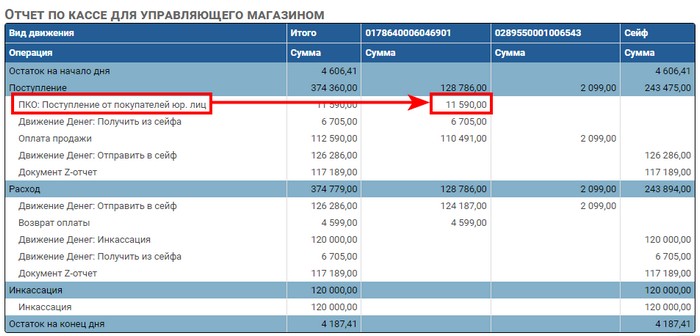 Отчет по кассе для управляющего магазином
Вид движения Итого 0178640006046901 0289550001006543 Сейф
Операция Сумма Сумма Сумма Сумма
Остаток на начало дня 4 606,41 4 606,41
Поступление 374 360,00 128 786,00 2 099,00 243 475,00
ПКО: Поступление от покупателей юр. лиц 11 590,00 11 590,00
Движение Денег: Получить из сейфа 6 705,00 6 705,00
Оплата продажи 112 590,00 110 491,00 2 099,00
Движение Денег: Отправить в сейф 126 286,00 126 286,00
Документ Z-отчет 117 189,00 117 189,00
Расход 374 779,00 128 786,00 2 099,00 243 894,00
Движение Денег: Отправить в сейф 126 286,00 124 187,00 2 099,00
Возврат оплаты 4 599,00 4 599,00
Движение Денег: Инкассация 120 000,00 120 000,00
Движение Денег: Получить из сейфа 6 705,00 6 705,00
Документ Z-отчет 117 189,00 117 189,00
Инкассация 120 000,00 120 000,00
Инкассация 120 000,00 120 000,00
Остаток на конец дня 4 187,41 4 187,41